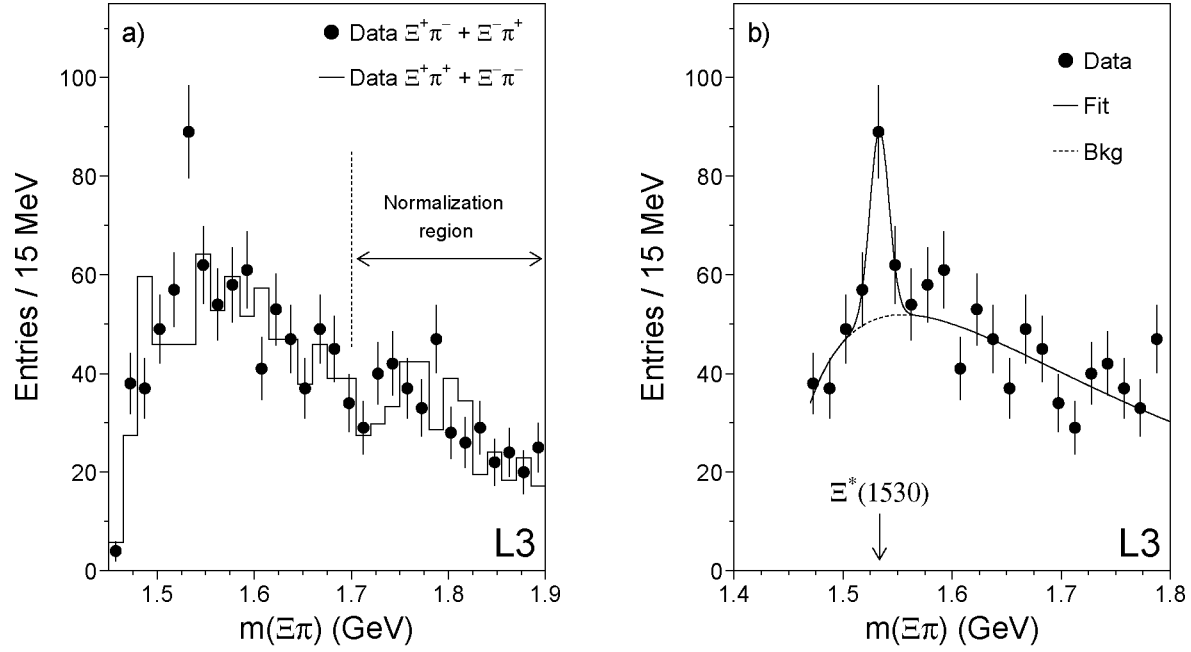 a)
Data Ξ⁺π⁻ + Ξ⁻π⁺
Data Ξ⁺π⁺ + Ξ⁻π⁻
Normalization
region
Entries / 15 MeV
100
80
60
40
20
0
1.5
1.6
1.7
1.8
1.9
m(Ξπ) (GeV)
L3
b)
Data
Fit
Bkg
Entries / 15 MeV
100
80
60
40
20
0
Ξ*(1530)
1.4
1.5
1.6
1.7
1.8
m(Ξπ) (GeV)
L3